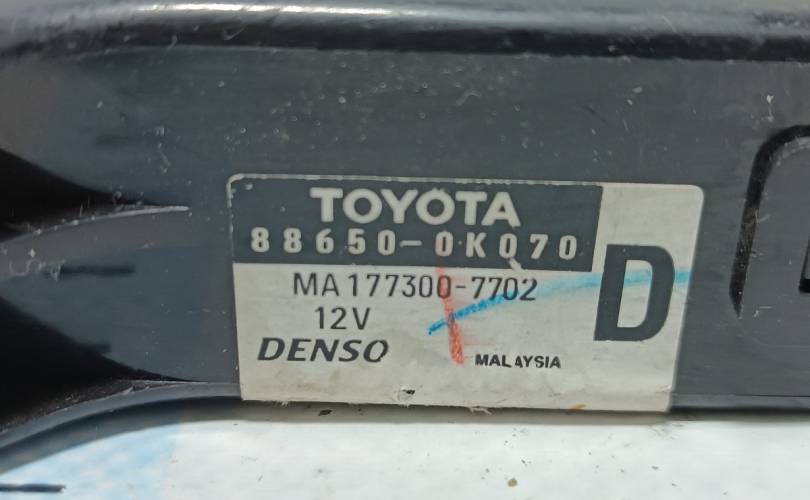 TOYOTA
88650-0K070
MA177300-7702
12V
D
DENSO
MALAYSIA